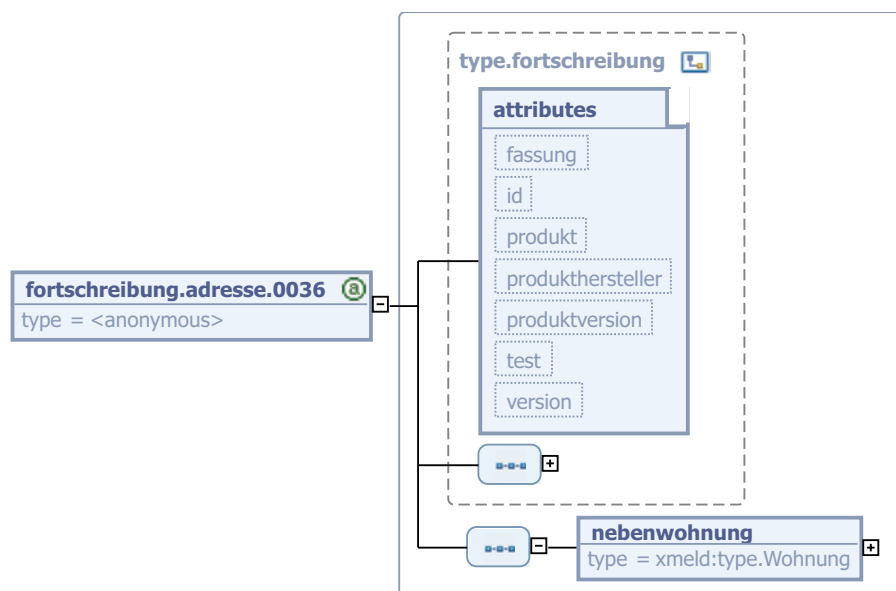 type.fortschreibung
attributes
fassung
id
produkt
produkthersteller
produktversion
test
version
fortschreibung.adresse.0036
type = <anonymous>
nebenwohnung
type = xmeld:type.Wohnung